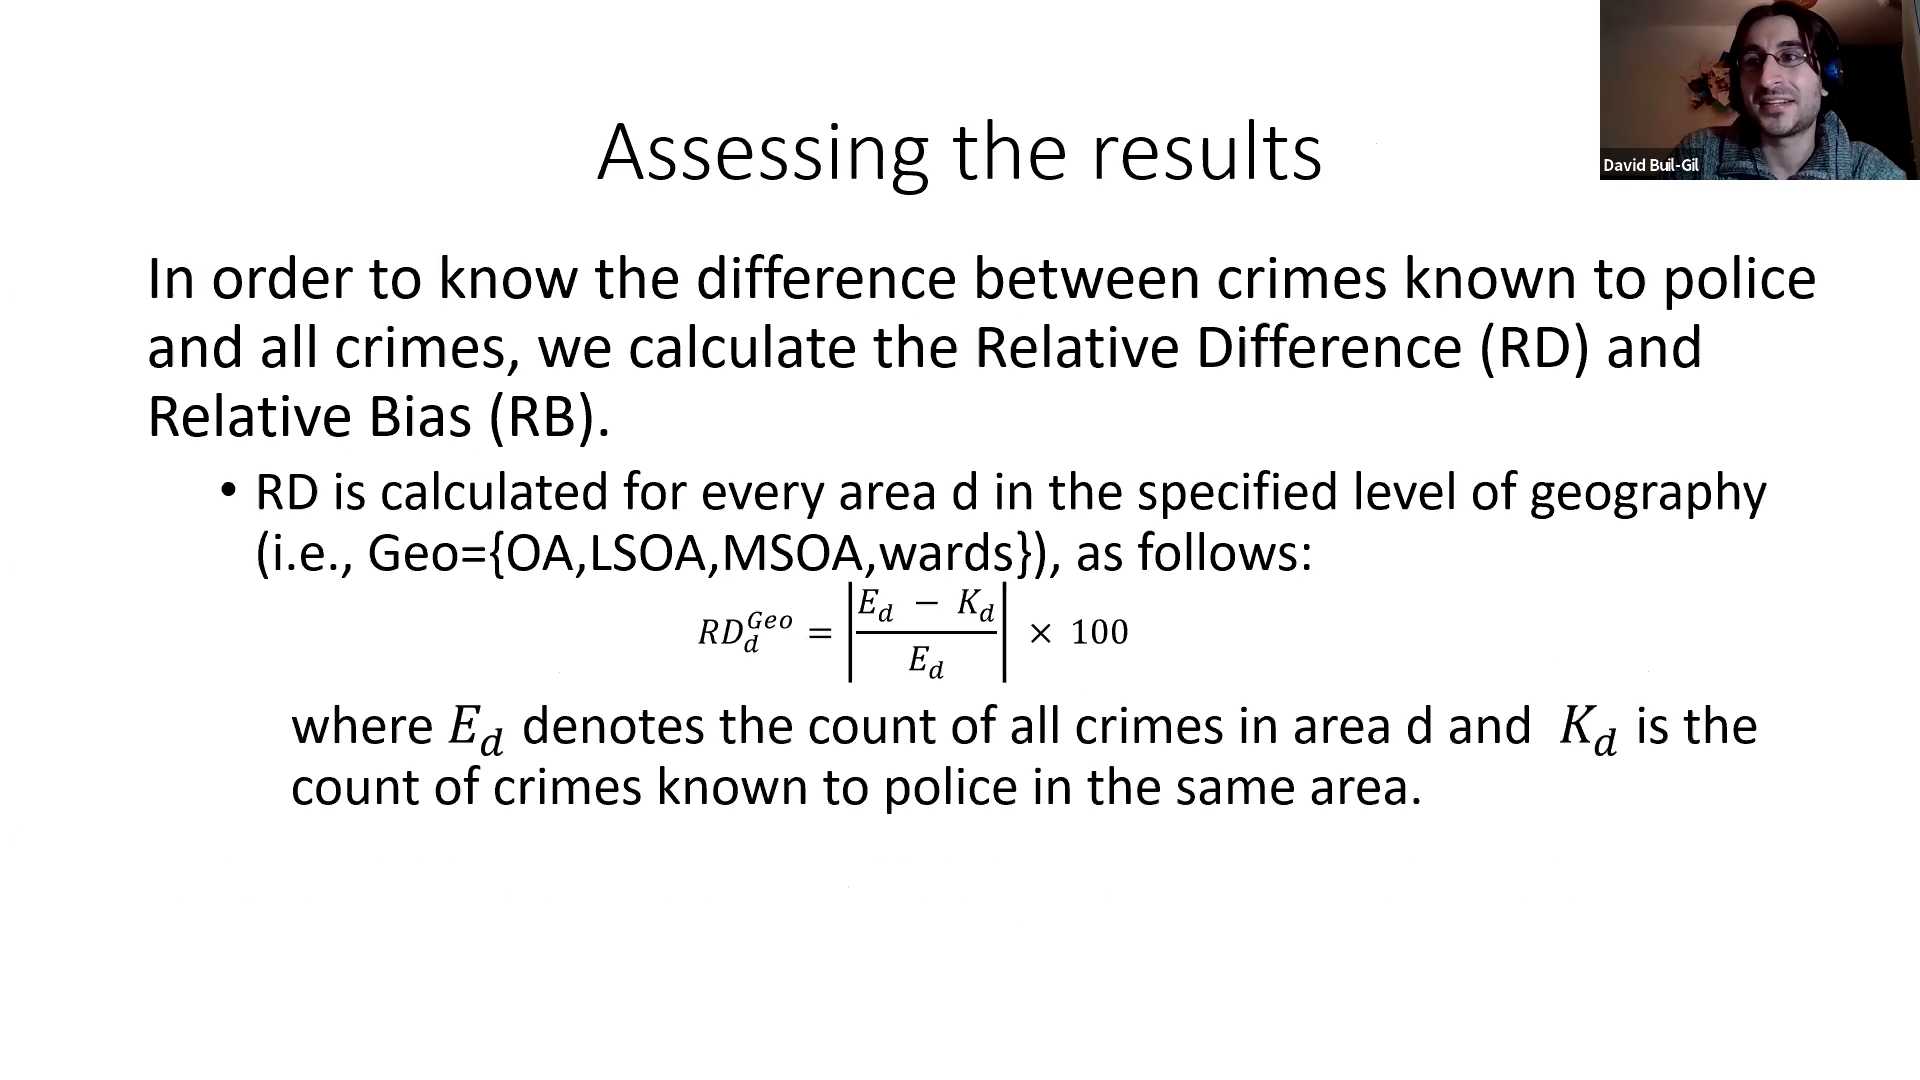 Assessing the results
David Buil-Gil
In order to know the difference between crimes known to police
and all crimes, we calculate the Relative Difference (RD) and
Relative Bias (RB).
• RD is calculated for every area d in the specified level of geography
(i.e., Geo={OA,LSOA,MSOA,wards}), as follows:
$RD_d^{Geo} = \left| \frac{E_d - K_d}{E_d} \right| \times 100$
where $E_d$ denotes the count of all crimes in area d and $K_d$ is the
count of crimes known to police in the same area.